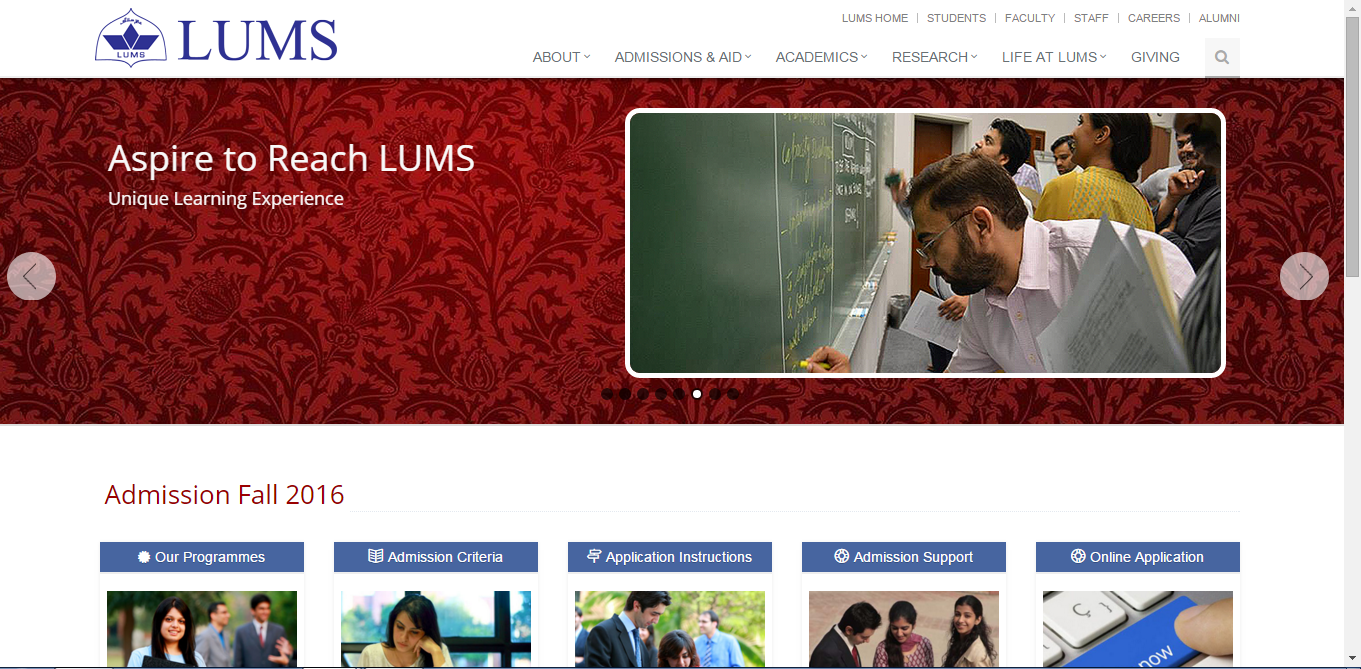 LUMS
LUMS
LUMS HOME | STUDENTS | FACULTY | STAFF | CAREERS | ALUMNI
ABOUT ADMISSIONS & AID ACADEMICS RESEARCH LIFE AT LUMS GIVING
Aspire to Reach LUMS
Unique Learning Experience
Admission Fall 2016
Our Programmes
Admission Criteria
Application Instructions
Admission Support
Online Application
now